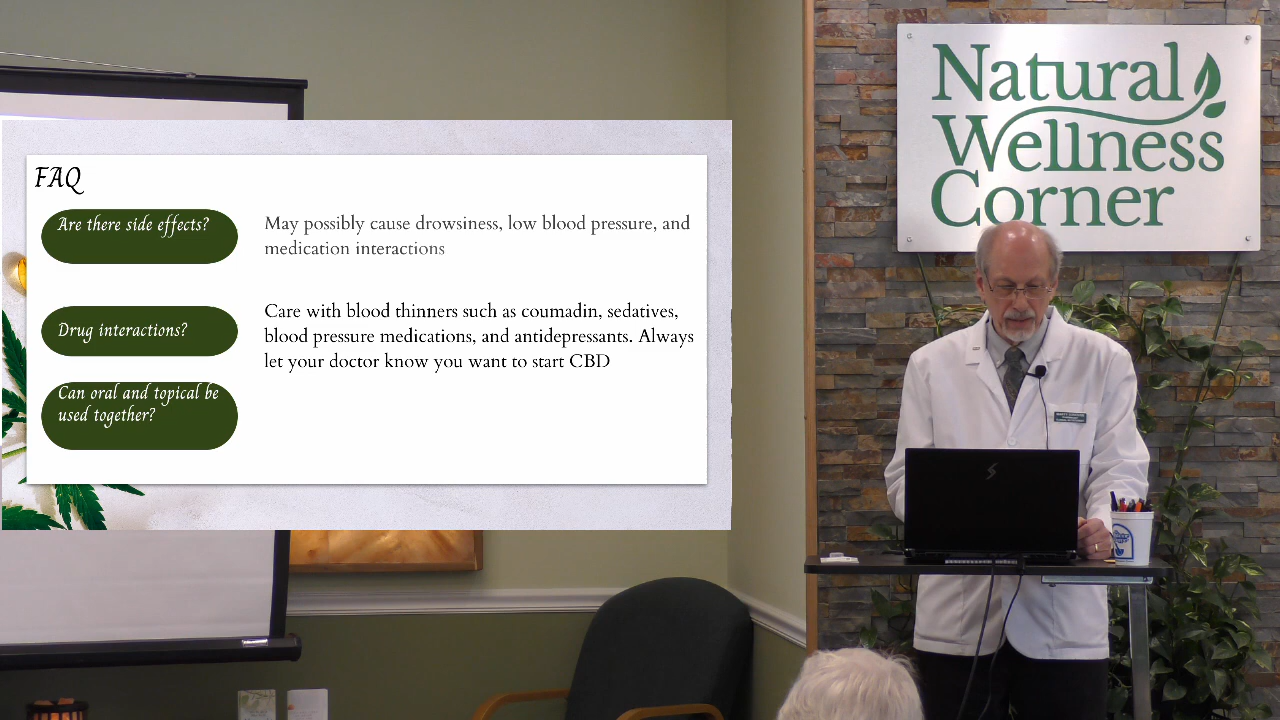 FAQ
Are there side effects?
May possibly cause drowsiness, low blood pressure, and
medication interactions
Drug interactions?
Care with blood thinners such as coumadin, sedatives,
blood pressure medications, and antidepressants. Always
let your doctor know you want to start CBD
Can oral and topical be
used together?
Natural
Wellness
Corner